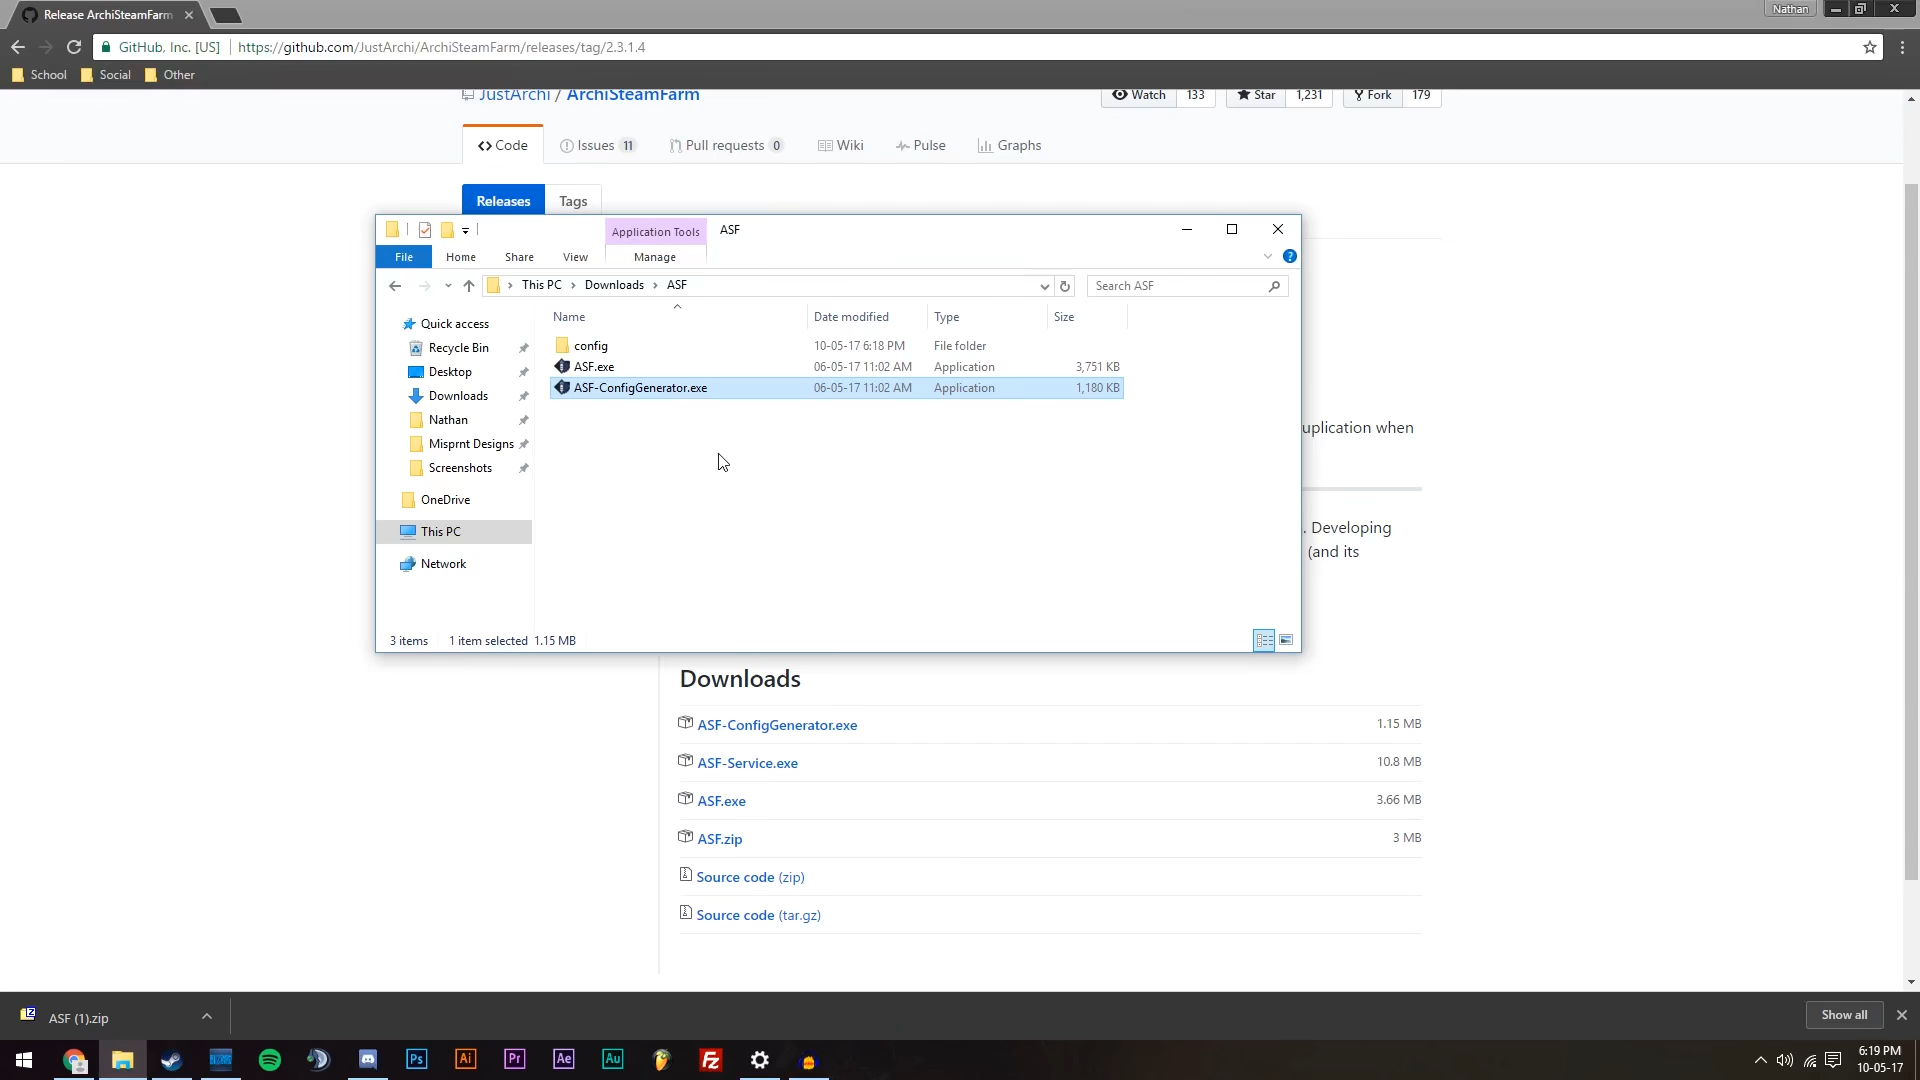 Release ArchiSteamFarm
Nathan
GitHub, Inc. [US]
https://github.com/JustArchi/ArchiSteamFarm/releases/tag/2.3.1.4
School
Social
Other
JustArchi / ArchiSteamFarm
Watch 133
Star 1,231
Fork 179
Code
Issues 11
Pull requests 0
Wiki
Pulse
Graphs
Releases
Tags
Application Tools
ASF
File
Home
Share
View
Manage
This PC
Downloads
ASF
Search ASF
Name
Date modified
Type
Size
config 10-05-17 6:18 PM File folder
ASF.exe 06-05-17 11:02 AM Application 3,751 KB
ASF-ConfigGenerator.exe 06-05-17 11:02 AM Application 1,180 KB
Quick access
Recycle Bin
Desktop
Downloads
Nathan
Misprnt Designs
Screenshots
OneDrive
This PC
Network
3 items 1 item selected 1.15 MB
uplication when
. Developing
(and its
Downloads
ASF-ConfigGenerator.exe 1.15 MB
ASF-Service.exe 10.8 MB
ASF.exe 3.66 MB
ASF.zip 3 MB
Source code (zip)
Source code (tar.gz)
ASF (1).zip
Show all
Ps
Ai
Pr
Ae
Au
Fz
6:19 PM
10-05-17